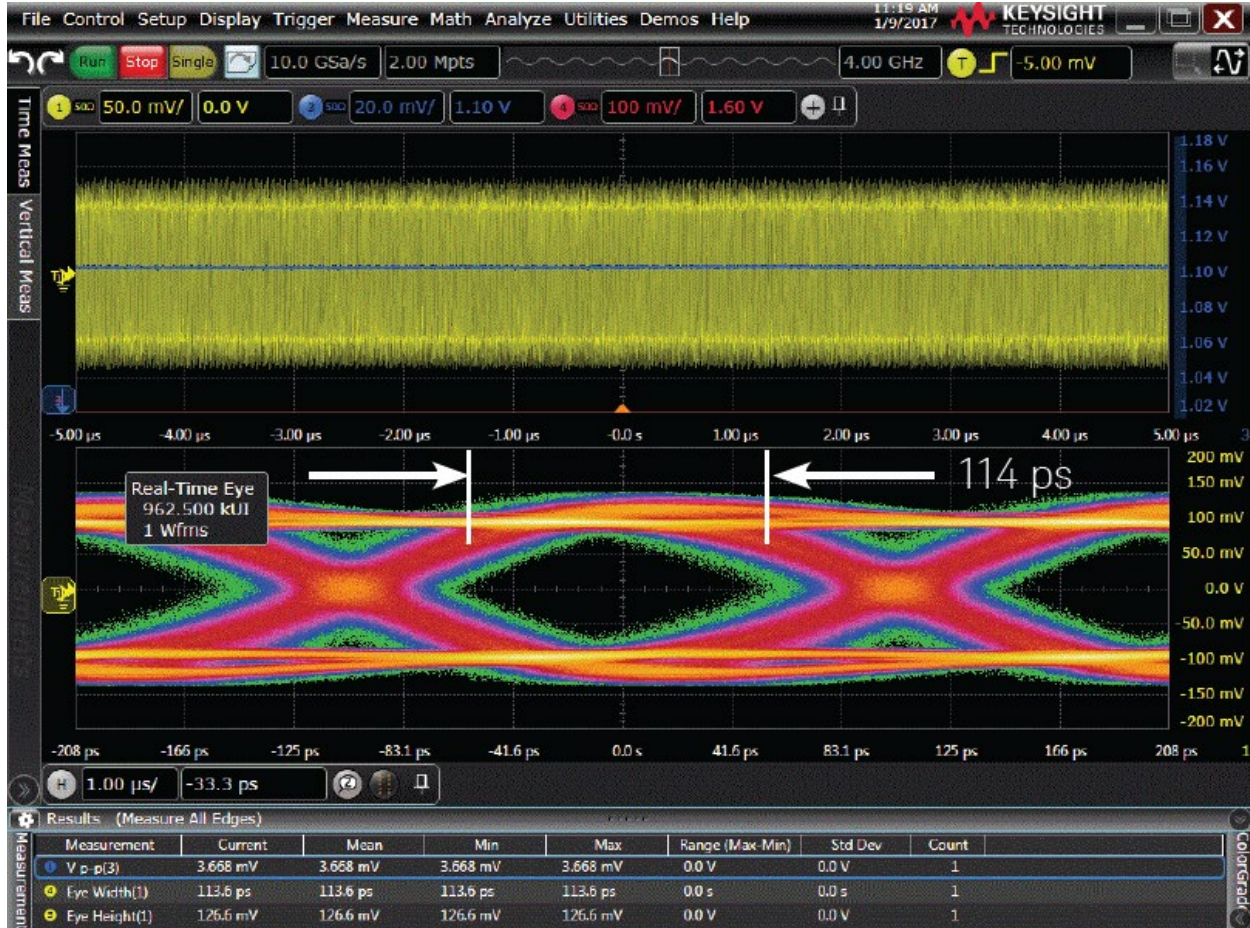 File Control Setup Display Trigger Measure Math Analyze Utilities Demos Help
11:19 AM
1/9/2017
KEYSIGHT
TECHNOLOGIES
Run Stop Single 10.0 GSa/s 2.00 Mpts 4.00 GHz T -5.00 mV
1 50Ω 50.0 mV/ 0.0 V 3 50Ω 20.0 mV/ 1.10 V 4 50Ω 100 mV/ 1.60 V
Time Meas
Vertical Meas
1.18 V
1.16 V
1.14 V
1.12 V
1.10 V
1.08 V
1.06 V
1.04 V
1.02 V
-5.00 µs -4.00 µs -3.00 µs -2.00 µs -1.00 µs -0.0 s 1.00 µs 2.00 µs 3.00 µs 4.00 µs 5.00 µs 3
Real-Time Eye
962.500 kUI
1 Wfms
114 ps
200 mV
150 mV
100 mV
50.0 mV
0.0 V
-50.0 mV
-100 mV
-150 mV
-200 mV
-208 ps -166 ps -125 ps -83.1 ps -41.6 ps 0.0 s 41.6 ps 83.1 ps 125 ps 166 ps 208 ps 1
H 1.00 µs/ -33.3 ps
Results (Measure All Edges)
Measurement Current Mean Min Max Range (Max-Min) Std Dev Count
V p-p(3) 3.668 mV 3.668 mV 3.668 mV 3.668 mV 0.0 V 0.0 V 1
Eye Width(1) 113.6 ps 113.6 ps 113.6 ps 113.6 ps 0.0 s 0.0 s 1
Eye Height(1) 126.6 mV 126.6 mV 126.6 mV 126.6 mV 0.0 V 0.0 V 1
Measurement
ColorGrade